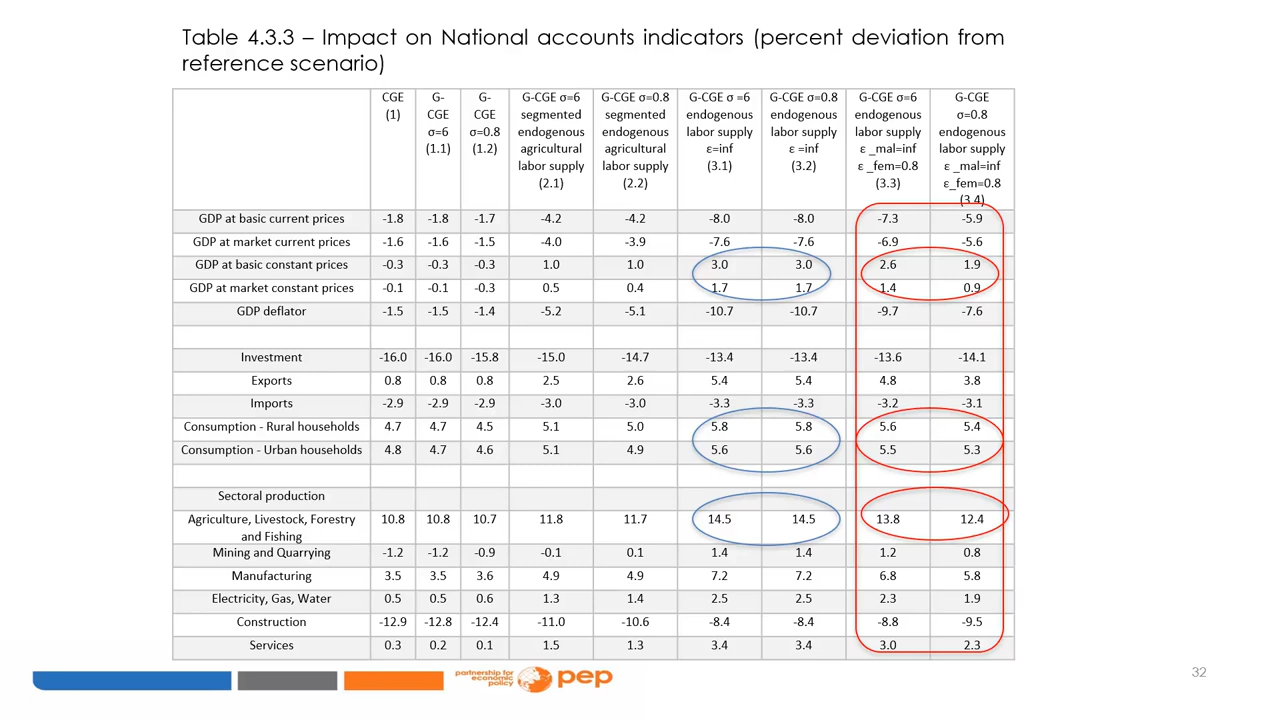 Table 4.3.3 – Impact on National accounts indicators (percent deviation from
reference scenario)
CGE (1) G-CGE σ=6 (1.1) G-CGE σ=0.8 (1.2) G-CGE σ=6 segmented endogenous agricultural labor supply (2.1) G-CGE σ=0.8 segmented endogenous agricultural labor supply (2.2) G-CGE σ =6 endogenous labor supply ε=inf (3.1) G-CGE σ=0.8 endogenous labor supply ε =inf (3.2) G-CGE σ=6 endogenous labor supply ε _mal=inf ε _fem=0.8 (3.3) G-CGE σ=0.8 endogenous labor supply ε _mal=inf ε_fem=0.8 (3.4)
GDP at basic current prices -1.8 -1.8 -1.7 -4.2 -4.2 -8.0 -8.0 -7.3 -5.9
GDP at market current prices -1.6 -1.6 -1.5 -4.0 -3.9 -7.6 -7.6 -6.9 -5.6
GDP at basic constant prices -0.3 -0.3 -0.3 1.0 1.0 3.0 3.0 2.6 1.9
GDP at market constant prices -0.1 -0.1 -0.3 0.5 0.4 1.7 1.7 1.4 0.9
GDP deflator -1.5 -1.5 -1.4 -5.2 -5.1 -10.7 -10.7 -9.7 -7.6
Investment -16.0 -16.0 -15.8 -15.0 -14.7 -13.4 -13.4 -13.6 -14.1
Exports 0.8 0.8 0.8 2.5 2.6 5.4 5.4 4.8 3.8
Imports -2.9 -2.9 -2.9 -3.0 -3.0 -3.3 -3.3 -3.2 -3.1
Consumption - Rural households 4.7 4.7 4.5 5.1 5.0 5.8 5.8 5.6 5.4
Consumption - Urban households 4.8 4.7 4.6 5.1 4.9 5.6 5.6 5.5 5.3
Sectoral production
Agriculture, Livestock, Forestry and Fishing 10.8 10.8 10.7 11.8 11.7 14.5 14.5 13.8 12.4
Mining and Quarrying -1.2 -1.2 -0.9 -0.1 0.1 1.4 1.4 1.2 0.8
Manufacturing 3.5 3.5 3.6 4.9 4.9 7.2 7.2 6.8 5.8
Electricity, Gas, Water 0.5 0.5 0.6 1.3 1.4 2.5 2.5 2.3 1.9
Construction -12.9 -12.8 -12.4 -11.0 -10.6 -8.4 -8.4 -8.8 -9.5
Services 0.3 0.2 0.1 1.5 1.3 3.4 3.4 3.0 2.3
partnership for
economic
policy
pep
32